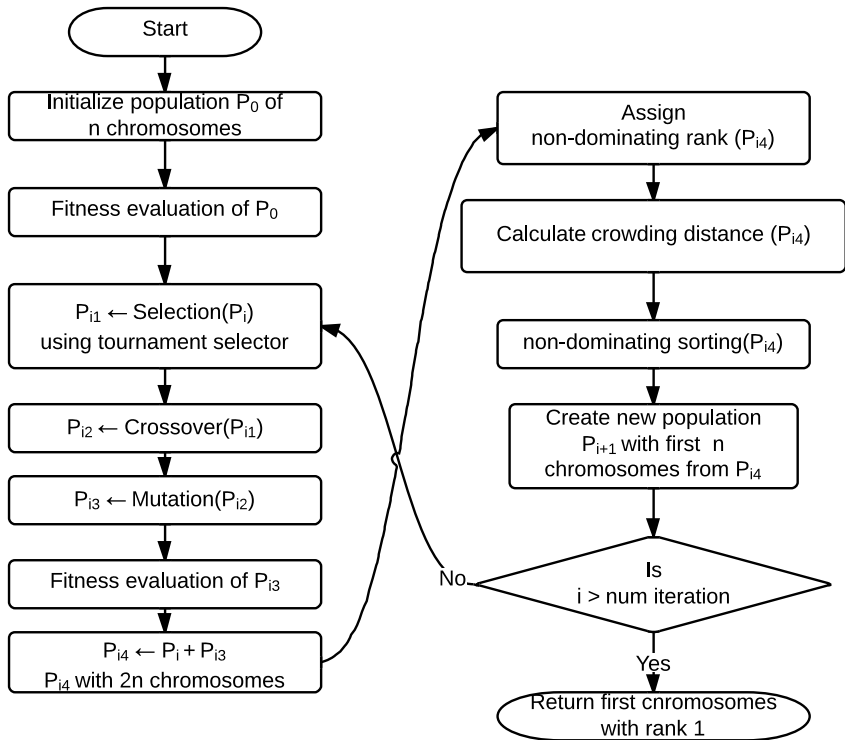 Start
Initialize population P₀ of
n chromosomes
Fitness evaluation of P₀
Pᵢ₁ ← Selection(Pᵢ)
using tournament selector
Pᵢ₂ ← Crossover(Pᵢ₁)
Pᵢ₃ ← Mutation(Pᵢ₂)
Fitness evaluation of Pᵢ₃
Pᵢ₄ ← Pᵢ + Pᵢ₃
Pᵢ₄ with 2n chromosomes
Assign
non-dominating rank (Pᵢ₄)
Calculate crowding distance (Pᵢ₄)
non-dominating sorting(Pᵢ₄)
Create new population
Pᵢ₊₁ with first n
chromosomes from Pᵢ₄
Is
i > num iteration
No
Yes
Return first chromosomes
with rank 1